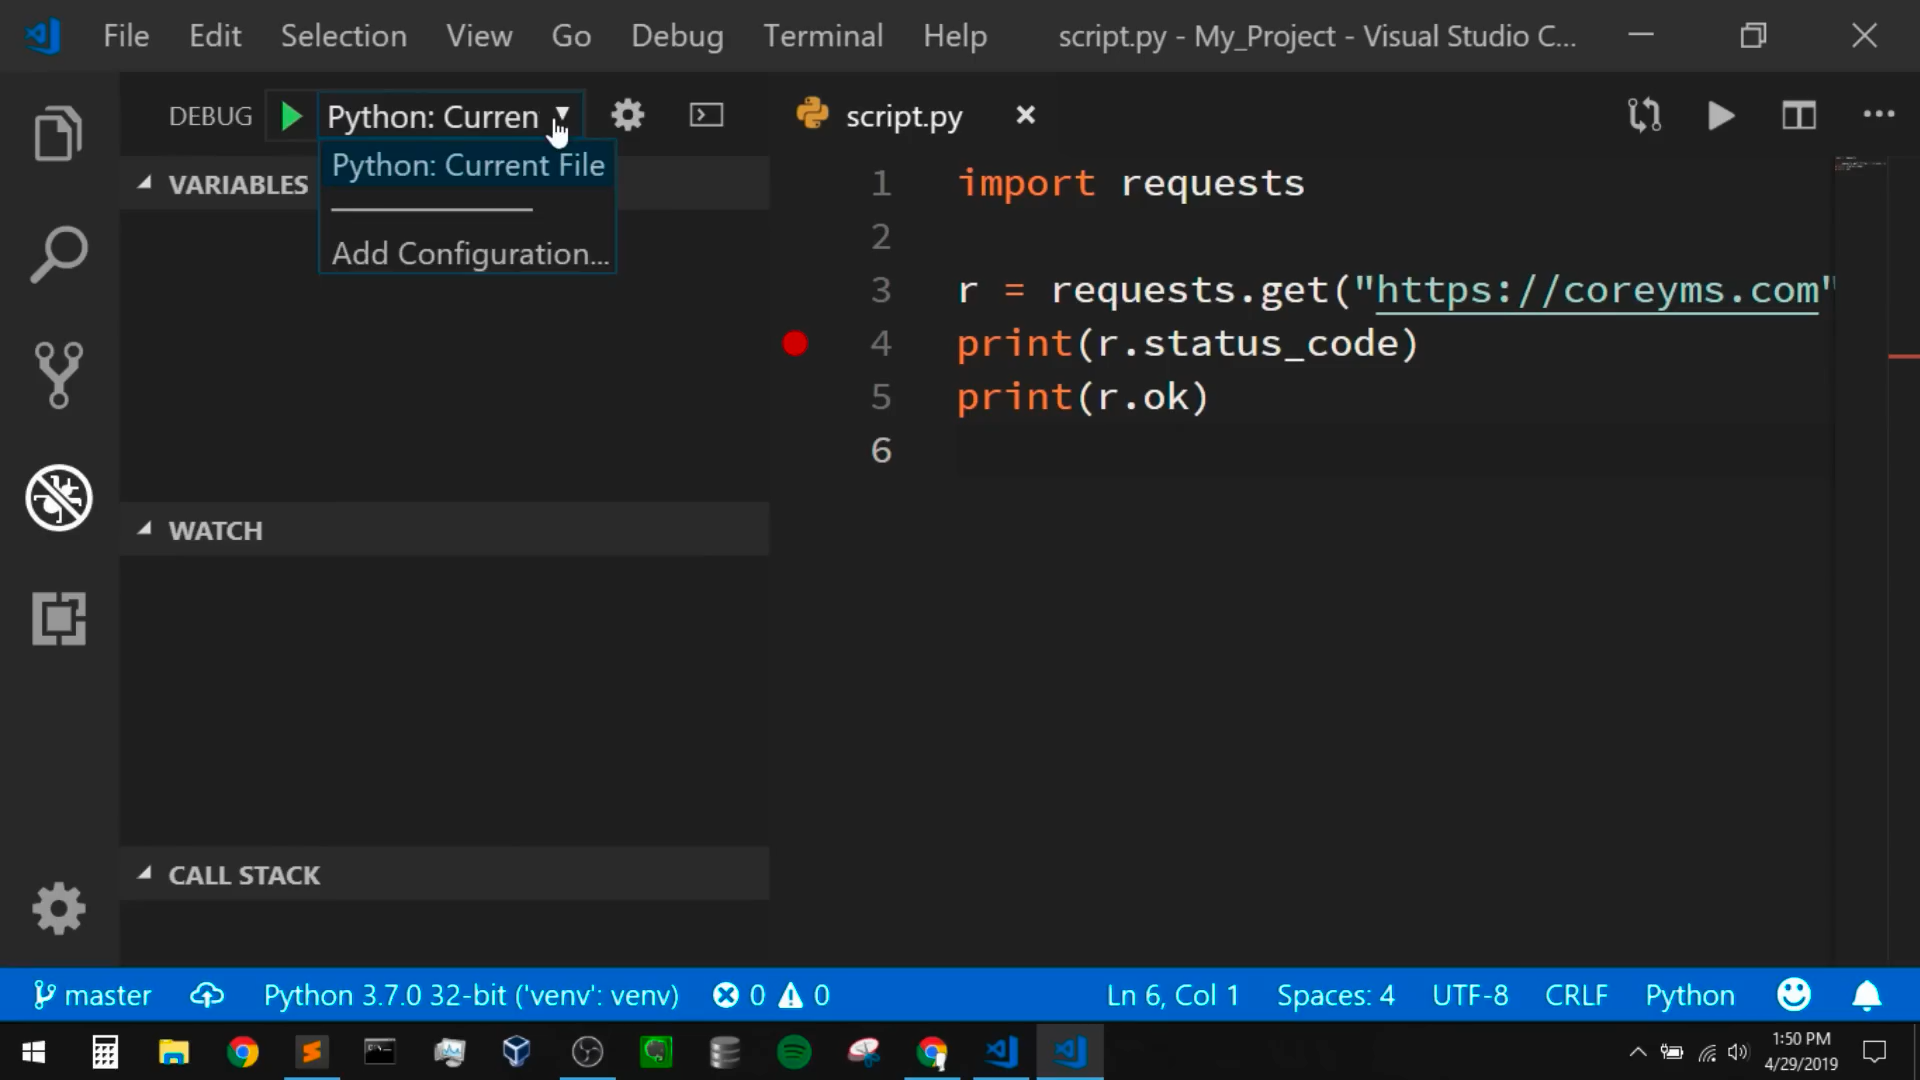 File Edit Selection View Go Debug Terminal Help script.py - My_Project - Visual Studio C...
DEBUG Python: Curren script.py
Python: Current File
Add Configuration...
VARIABLES
WATCH
CALL STACK
1 import requests
2
3 r = requests.get("https://coreyms.com"
4 print(r.status_code)
5 print(r.ok)
6
master Python 3.7.0 32-bit ('venv': venv) 0 0 Ln 6, Col 1 Spaces: 4 UTF-8 CRLF Python
1:50 PM
4/29/2019